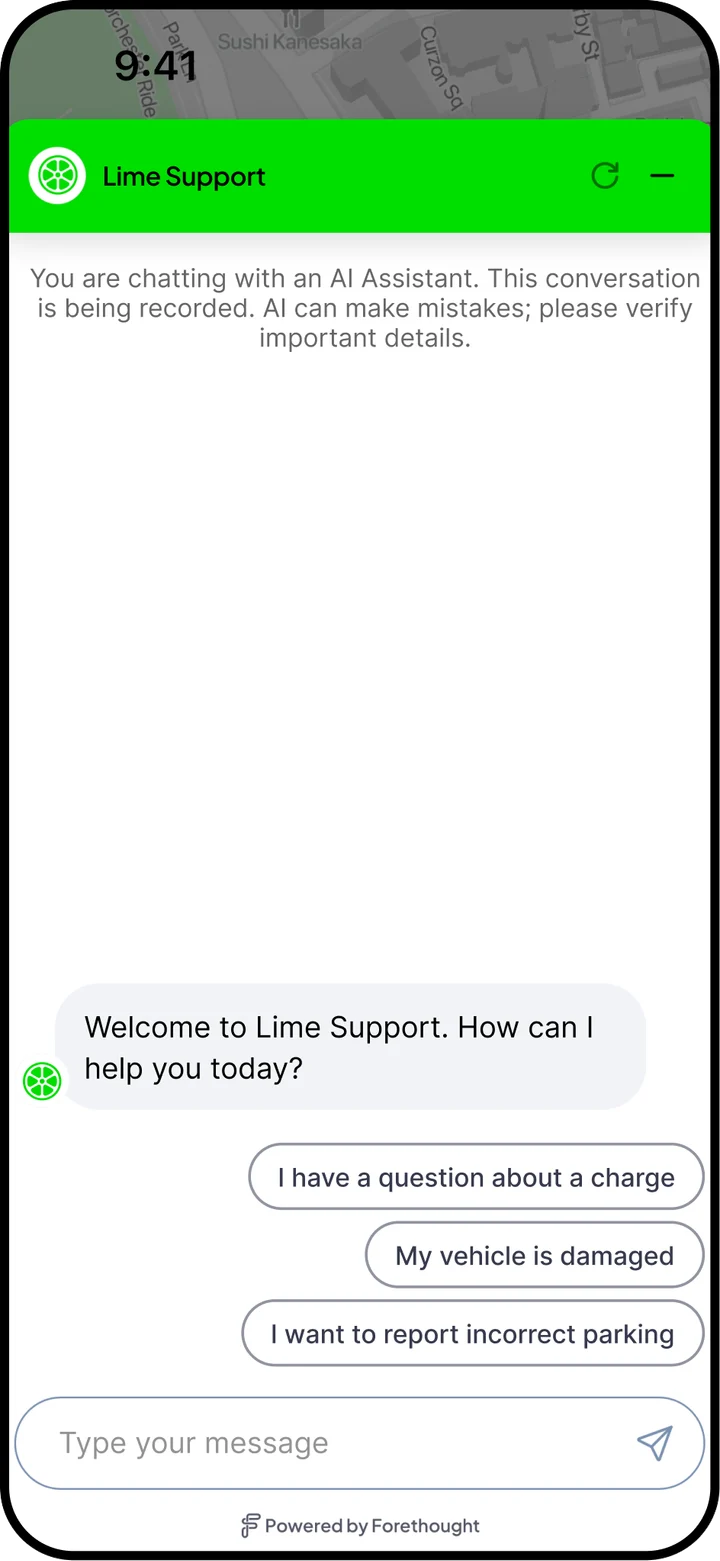 Sushi Kanesaka
Curzon Sq
9:41
Lime Support
You are chatting with an AI Assistant. This conversation
is being recorded. AI can make mistakes; please verify
important details.
Welcome to Lime Support. How can I
help you today?
I have a question about a charge
My vehicle is damaged
I want to report incorrect parking
Type your message
Powered by Forethought